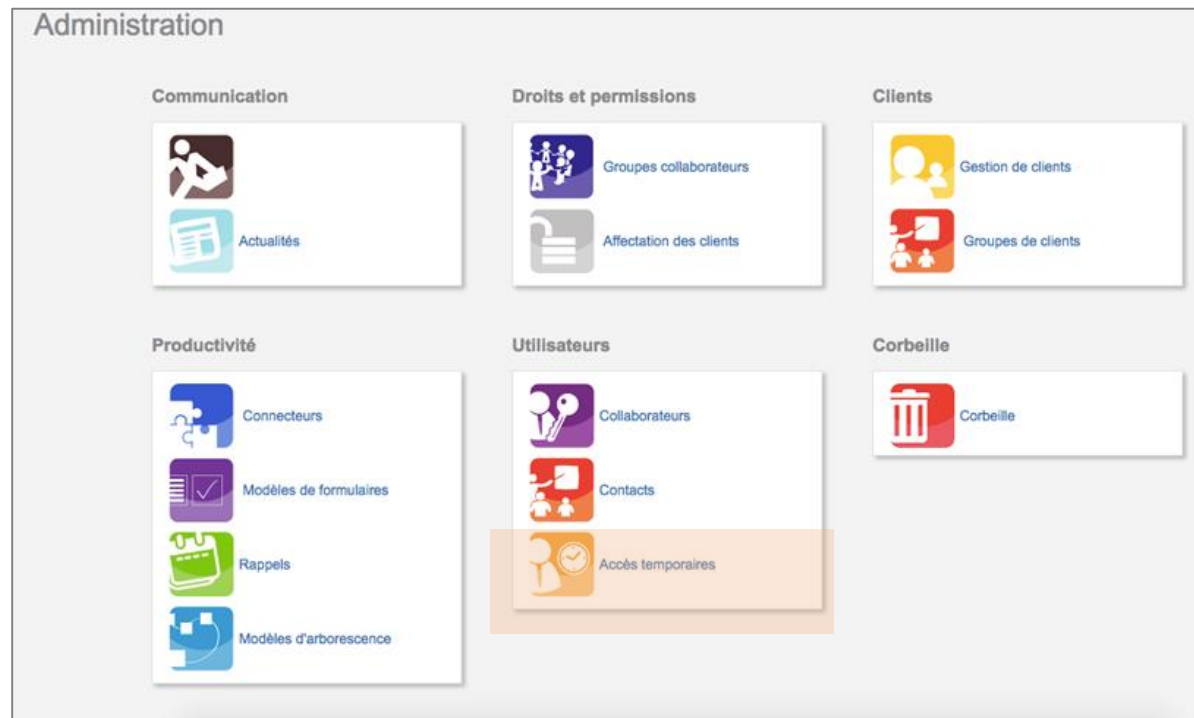 Administration
Communication
Actualités
Droits et permissions
Groupes collaborateurs
Affectation des clients
Clients
Gestion de clients
Groupes de clients
Productivité
Connecteurs
Modèles de formulaires
Rappels
Modèles d'arborescence
Utilisateurs
Collaborateurs
Contacts
Accès temporaires
Corbeille
Corbeille